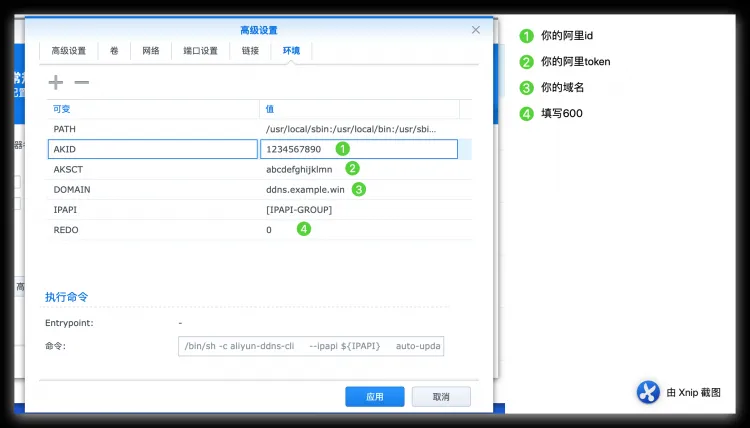 高级设置
高级设置 卷 网络 端口设置 链接 环境
可变 值
PATH /usr/local/sbin:/usr/local/bin:/usr/sbi...
AKID 1234567890 1
AKSCT abcdefghijklmn 2
DOMAIN ddns.example.win 3
IPAPI [IPAPI-GROUP]
REDO 0 4
执行命令
Entrypoint: -
命令: /bin/sh -c aliyun-ddns-cli --ipapi ${IPAPI} auto-upda
应用 取消
1 你的阿里id
2 你的阿里token
3 你的域名
4 填写600
由 Xnip 截图